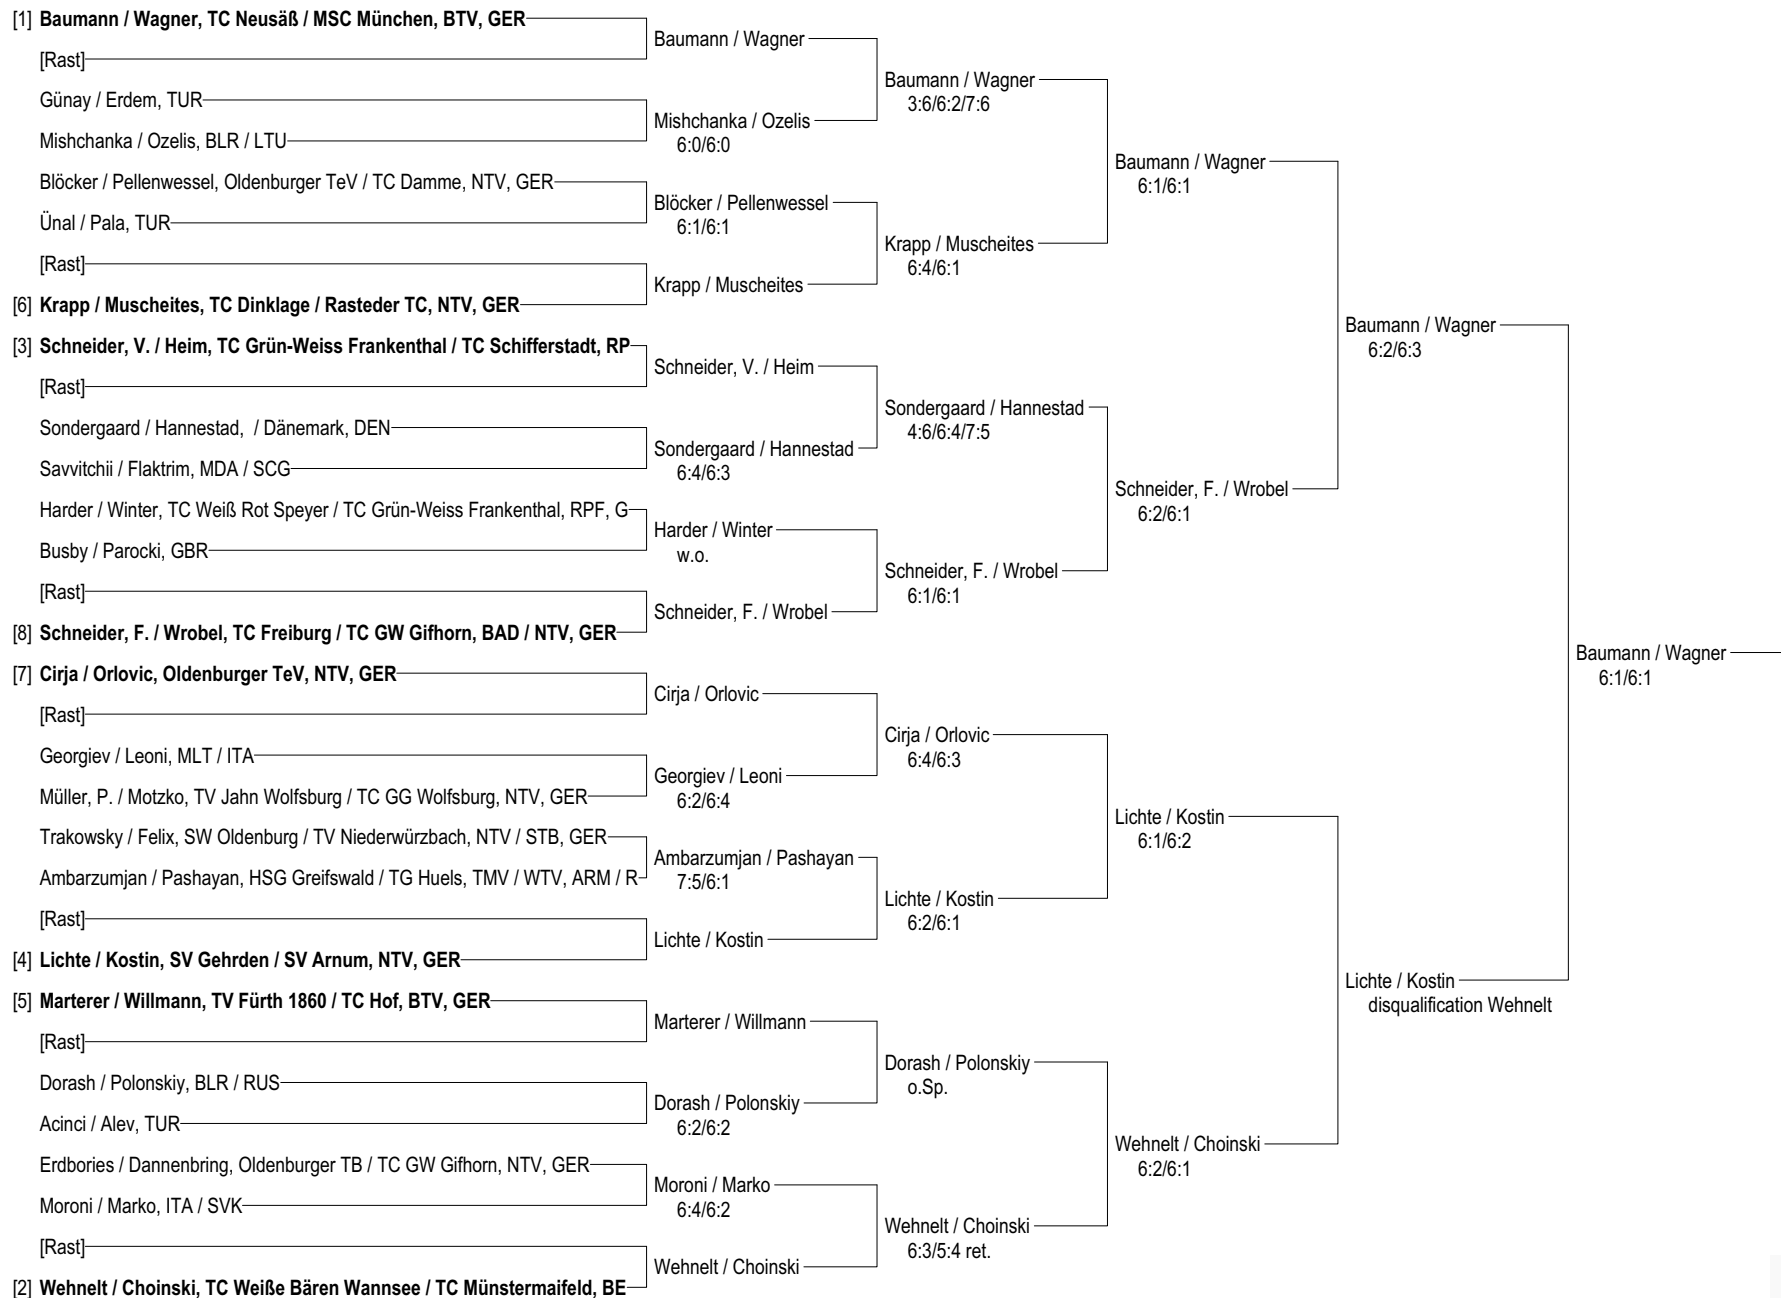 [1] Baumann / Wagner, TC Neusäß / MSC München, BTV, GER
[Rast]
Günay / Erdem, TUR
Mishchanka / Ozelis, BLR / LTU
Blöcker / Pellenwessel, Oldenburger TeV / TC Damme, NTV, GER
Ünal / Pala, TUR
[Rast]
[6] Krapp / Muscheites, TC Dinklage / Rasteder TC, NTV, GER
[3] Schneider, V. / Heim, TC Grün-Weiss Frankenthal / TC Schifferstadt, RP
[Rast]
Sondergaard / Hannestad, / Dänemark, DEN
Savvitchii / Flaktrim, MDA / SCG
Harder / Winter, TC Weiß Rot Speyer / TC Grün-Weiss Frankenthal, RPF, G
Busby / Parocki, GBR
[Rast]
[8] Schneider, F. / Wrobel, TC Freiburg / TC GW Gifhorn, BAD / NTV, GER
[7] Cirja / Orlovic, Oldenburger TeV, NTV, GER
[Rast]
Georgiev / Leoni, MLT / ITA
Müller, P. / Motzko, TV Jahn Wolfsburg / TC GG Wolfsburg, NTV, GER
Trakowsky / Felix, SW Oldenburg / TV Niederwürzbach, NTV / STB, GER
Ambarzumjan / Pashayan, HSG Greifswald / TG Huels, TMV / WTV, ARM / R
[Rast]
[4] Lichte / Kostin, SV Gehrden / SV Arnum, NTV, GER
[5] Marterer / Willmann, TV Fürth 1860 / TC Hof, BTV, GER
[Rast]
Dorash / Polonskiy, BLR / RUS
Acinci / Alev, TUR
Erdbories / Dannenbring, Oldenburger TB / TC GW Gifhorn, NTV, GER
Moroni / Marko, ITA / SVK
[Rast]
[2] Wehnelt / Choinski, TC Weiße Bären Wannsee / TC Münstermaifeld, BE
Baumann / Wagner
Mishchanka / Ozelis
6:0/6:0
Blöcker / Pellenwessel
6:1/6:1
Krapp / Muscheites
Schneider, V. / Heim
Sondergaard / Hannestad
6:4/6:3
Harder / Winter
w.o.
Schneider, F. / Wrobel
Cirja / Orlovic
Georgiev / Leoni
6:2/6:4
Ambarzumjan / Pashayan
7:5/6:1
Lichte / Kostin
Marterer / Willmann
Dorash / Polonskiy
6:2/6:2
Moroni / Marko
6:4/6:2
Wehnelt / Choinski
Baumann / Wagner
3:6/6:2/7:6
Krapp / Muscheites
6:4/6:1
Sondergaard / Hannestad
4:6/6:4/7:5
Schneider, F. / Wrobel
6:1/6:1
Cirja / Orlovic
6:4/6:3
Lichte / Kostin
6:2/6:1
Dorash / Polonskiy
o.Sp.
Wehnelt / Choinski
6:3/5:4 ret.
Baumann / Wagner
6:1/6:1
Schneider, F. / Wrobel
6:2/6:1
Lichte / Kostin
6:1/6:2
Wehnelt / Choinski
6:2/6:1
Baumann / Wagner
6:2/6:3
Lichte / Kostin
disqualification Wehnelt
Baumann / Wagner
6:1/6:1